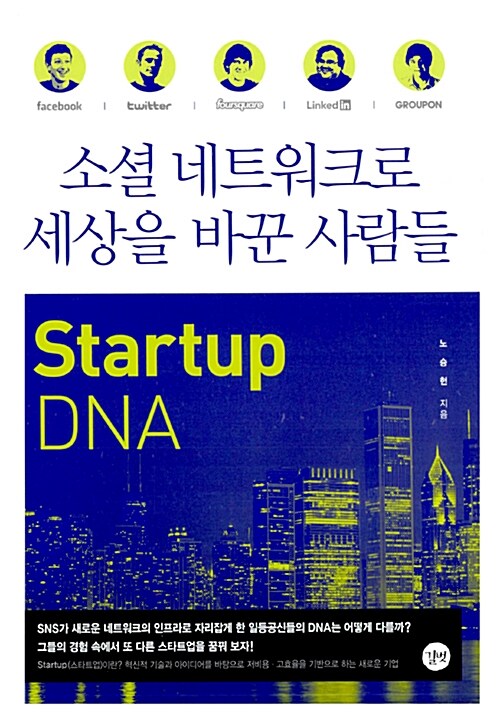 facebook | twitter | foursquare | Linked in | GROUPON
소셜 네트워크로
세상을 바꾼 사람들
Startup
DNA
노승헌 지음
SNS가 새로운 네트워크의 인프라로 자리잡게 한 일등공신들의 DNA는 어떻게 다를까?
그들의 경험 속에서 또 다른 스타트업을 꿈꿔 보자!
Startup(스타트업)이란? 혁신적 기술과 아이디어를 바탕으로 저비용 · 고효율을 기반으로 하는 새로운 기업
길벗